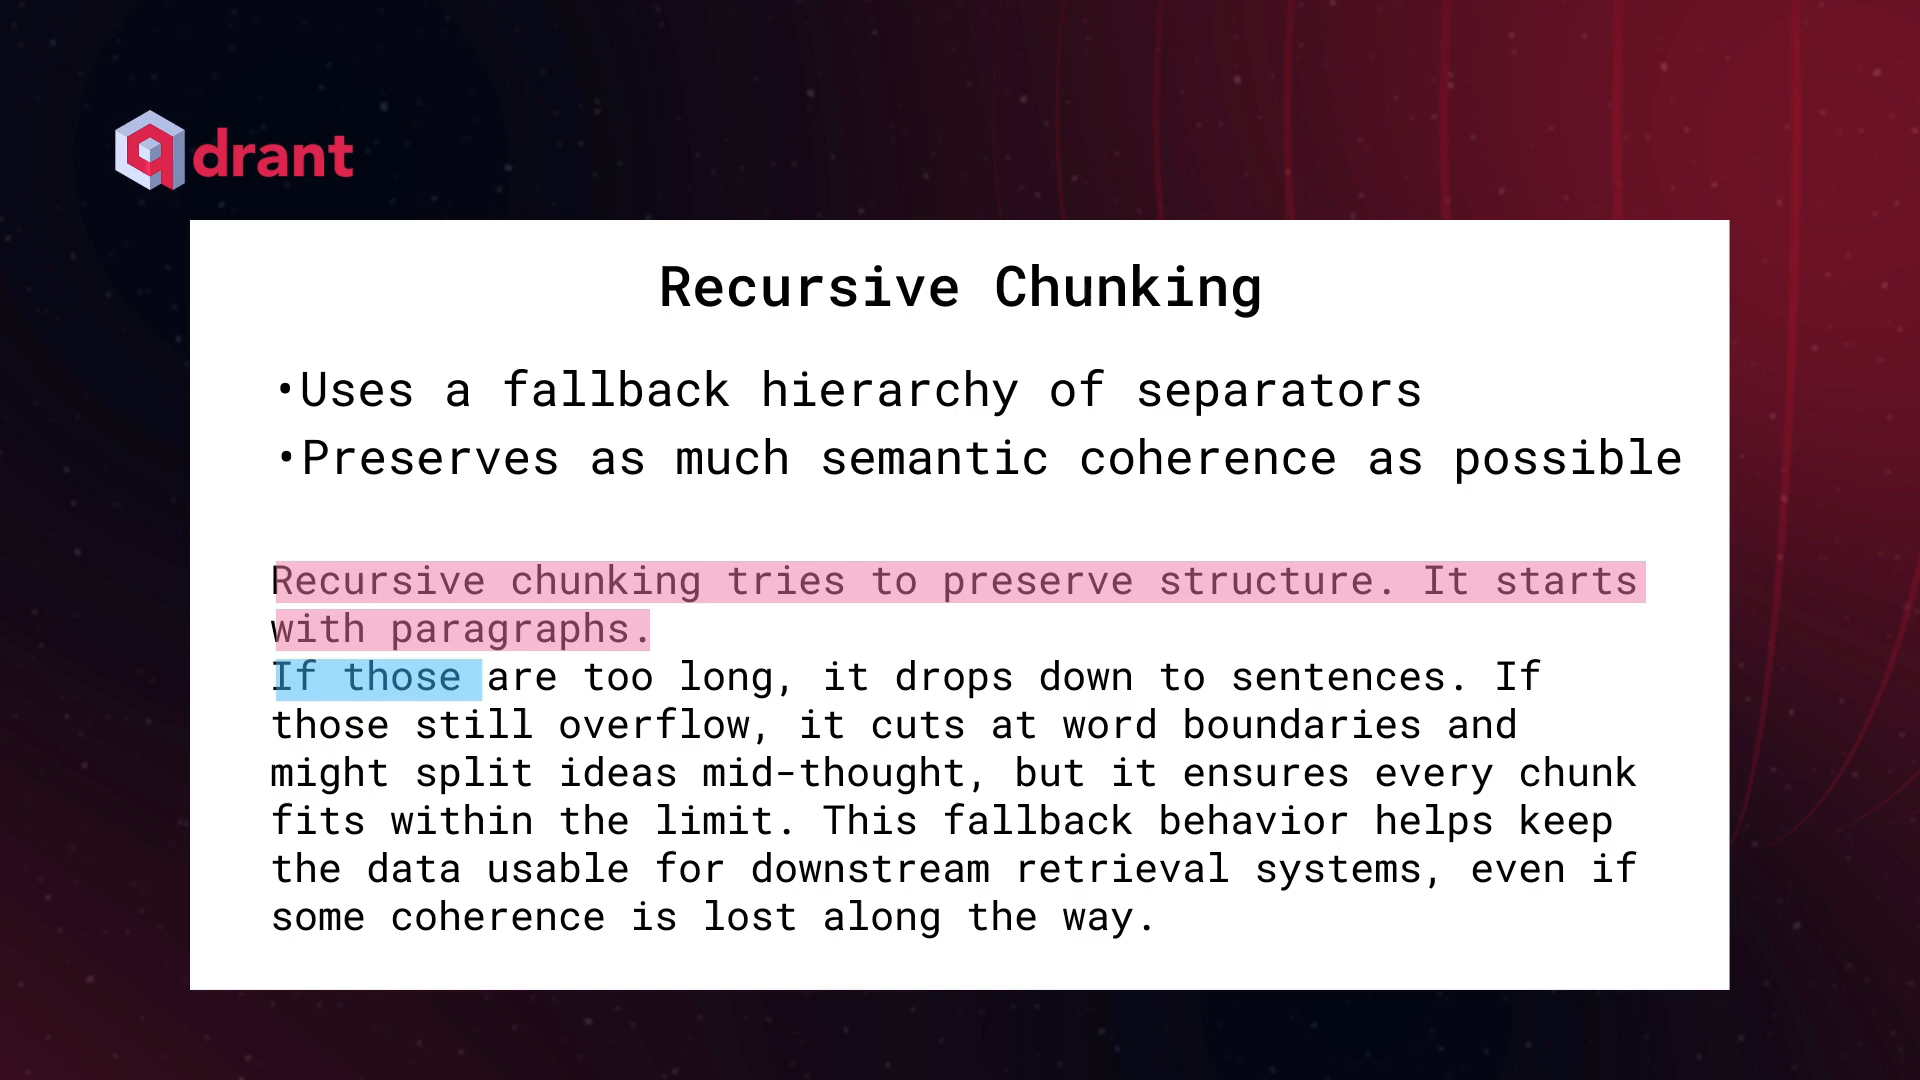 qdrant
Recursive Chunking
•Uses a fallback hierarchy of separators
•Preserves as much semantic coherence as possible
Recursive chunking tries to preserve structure. It starts
with paragraphs.
If those are too long, it drops down to sentences. If
those still overflow, it cuts at word boundaries and
might split ideas mid-thought, but it ensures every chunk
fits within the limit. This fallback behavior helps keep
the data usable for downstream retrieval systems, even if
some coherence is lost along the way.